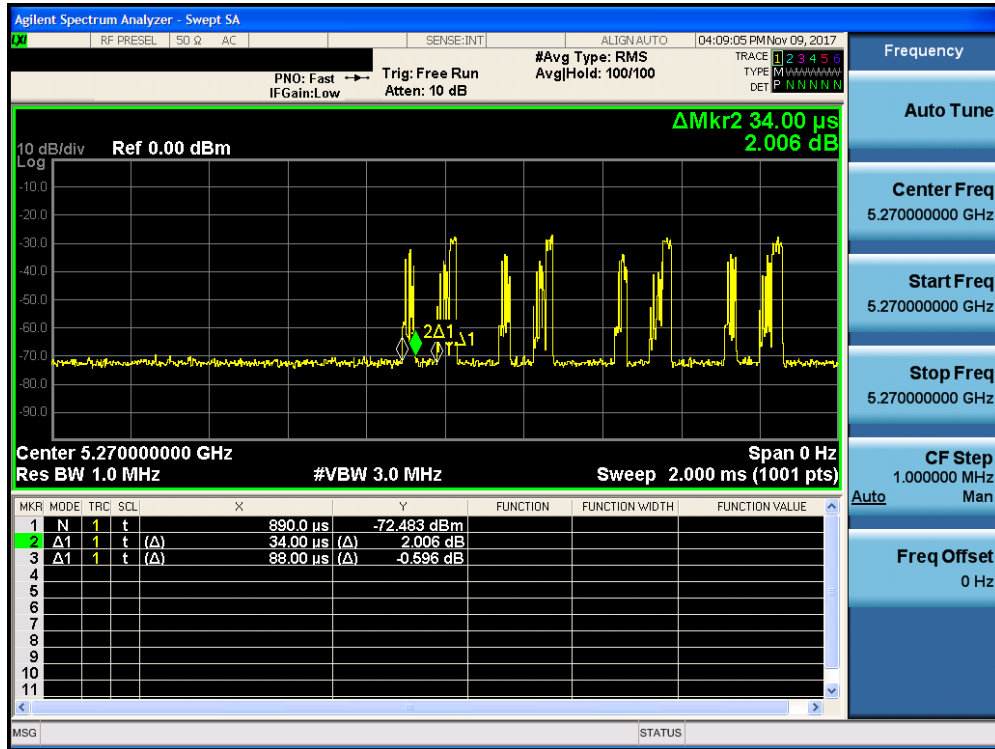 Agilent Spectrum Analyzer - Swept SA
LXI RF PRESEL 50 Ω AC SENSE:INT ALIGN AUTO 04:09:05 PM Nov 09, 2017
Frequency
PNO: Fast Trig: Free Run #Avg Type: RMS TRACE 1 2 3 4 5 6
IFGain:Low Atten: 10 dB Avg|Hold: 100/100 TYPE M WWWWW
DET P N N N N N
Auto Tune
ΔMkr2 34.00 µs
2.006 dB
10 dB/div Ref 0.00 dBm
Log
-10.0
-20.0
-30.0
-40.0
-50.0
-60.0
-70.0
-80.0
-90.0
2Δ1
Δ1
Center 5.270000000 GHz Span 0 Hz
Res BW 1.0 MHz #VBW 3.0 MHz Sweep 2.000 ms (1001 pts)
Center Freq
5.270000000 GHz
Start Freq
5.270000000 GHz
Stop Freq
5.270000000 GHz
CF Step
1.000000 MHz
Auto Man
Freq Offset
0 Hz
MKR MODE TRC SCL X Y FUNCTION FUNCTION WIDTH FUNCTION VALUE
1 N 1 t 890.0 µs -72.483 dBm
2 Δ1 1 t (Δ) 34.00 µs (Δ) 2.006 dB
3 Δ1 1 t (Δ) 88.00 µs (Δ) -0.596 dB
4
5
6
7
8
9
10
11
MSG STATUS